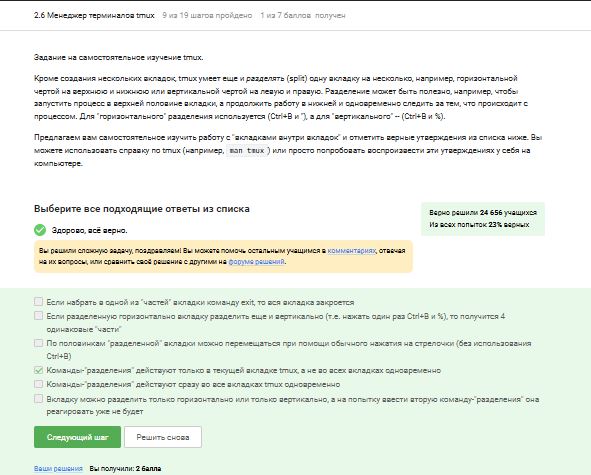 2.6 Менеджер терминалов tmux 9 из 19 шагов пройдено 1 из 7 баллов получен
Задание на самостоятельное изучение tmux.
Кроме создания нескольких вкладок, tmux умеет еще и разделять (split) одну вкладку на несколько, например, горизонтальной
чертой на верхнюю и нижнюю или вертикальной чертой на левую и правую. Разделение может быть полезно, например, чтобы
запустить процесс в верхней половине вкладки, а продолжить работу в нижней и одновременно следить за тем, что происходит с
процессом. Для "горизонтального" разделения используется (Ctrl+B и "), а для "вертикального" -- (Ctrl+B и %).
Предлагаем вам самостоятельно изучить работу с "вкладками внутри вкладок" и отметить верные утверждения из списка ниже. Вы
можете использовать справку по tmux (например, man tmux) или просто попробовать воспроизвести эти утверждениях у себя на
компьютере.
Выберите все подходящие ответы из списка
Верно решили 24 656 учащихся
Из всех попыток 23% верных
Здорово, всё верно.
Вы решили сложную задачу, поздравляем! Вы можете помочь остальным учащимся в комментариях, отвечая
на их вопросы, или сравнить своё решение с другими на форуме решений.
Если набрать в одной из "частей" вкладки команду exit, то вся вкладка закроется
Если разделенную горизонтально вкладку разделить еще и вертикально (т.е. нажать один раз Ctrl+B и %), то получится 4
одинаковые "части"
По половинкам "разделенной" вкладки можно перемещаться при помощи обычного нажатия на стрелочки (без использования
Ctrl+B)
Команды-"разделения" действуют только в текущей вкладке tmux, а не во всех вкладках одновременно
Команды-"разделения" действуют сразу во все вкладках tmux одновременно
Вкладку можно разделить только горизонтально или только вертикально, а на попытку ввести вторую команду-"разделения" она
реагировать уже не будет
Следующий шаг Решить снова
Ваши решения Вы получили: 2 балла